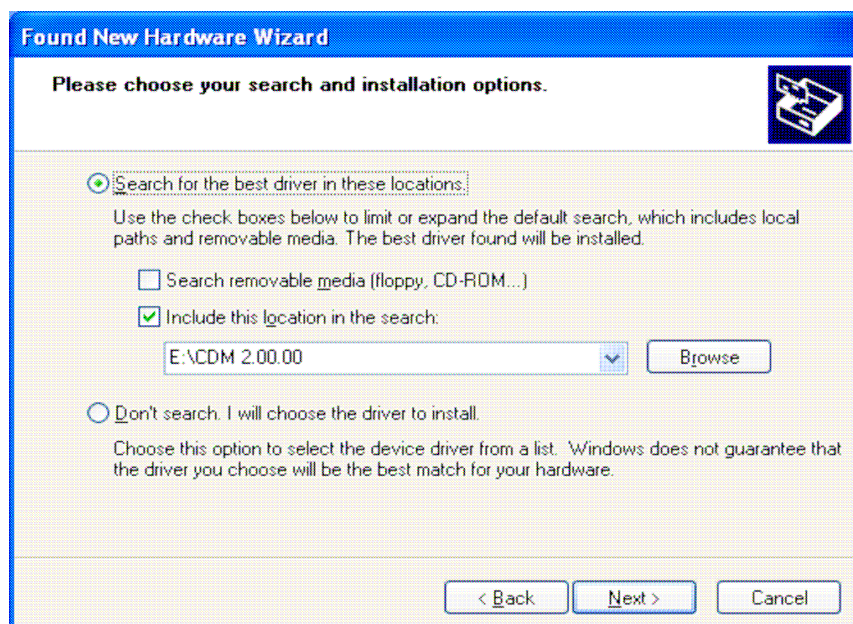 Found New Hardware Wizard
Please choose your search and installation options.
Search for the best driver in these locations.
Use the check boxes below to limit or expand the default search, which includes local
paths and removable media. The best driver found will be installed.
Search removable media (floppy, CD-ROM...)
Include this location in the search:
E:\CDM 2.00.00
Browse
Don't search. I will choose the driver to install.
Choose this option to select the device driver from a list. Windows does not guarantee that
the driver you choose will be the best match for your hardware.
< Back Next > Cancel